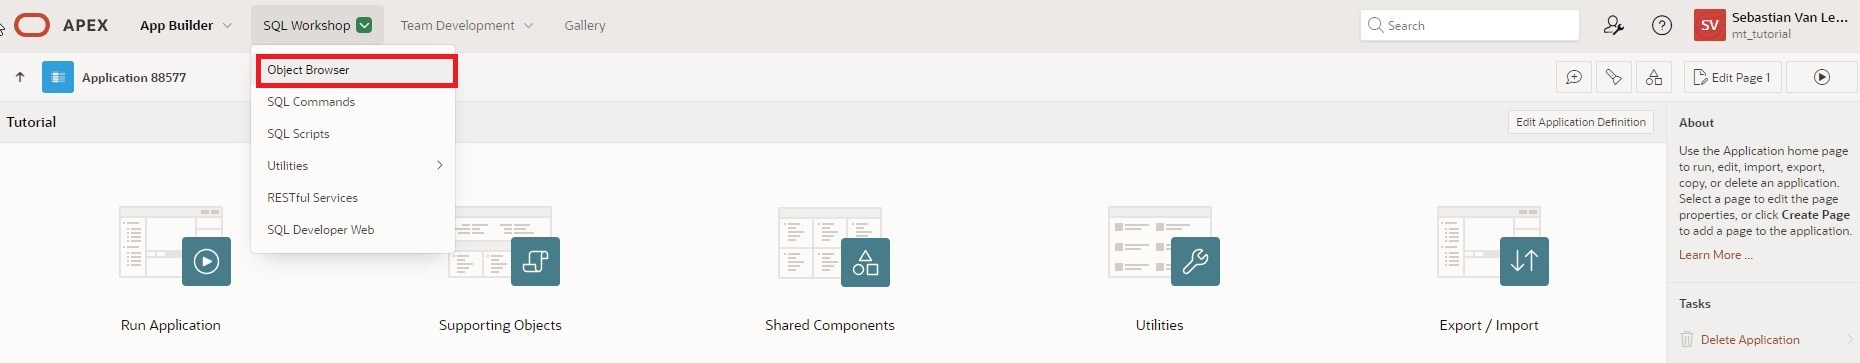 APEX
App Builder
SQL Workshop
Team Development
Gallery
Search
SV
Sebastian Van Le...
mt_tutorial
Object Browser
SQL Commands
SQL Scripts
Utilities
RESTful Services
SQL Developer Web
Application 88577
Edit Page 1
Tutorial
Edit Application Definition
Run Application
Supporting Objects
Shared Components
Utilities
Export / Import
About
Use the Application home page
to run, edit, import, export,
copy, or delete an application.
Select a page to edit the page
properties, or click Create Page
to add a page to the application.
Learn More ...
Tasks
Delete Application